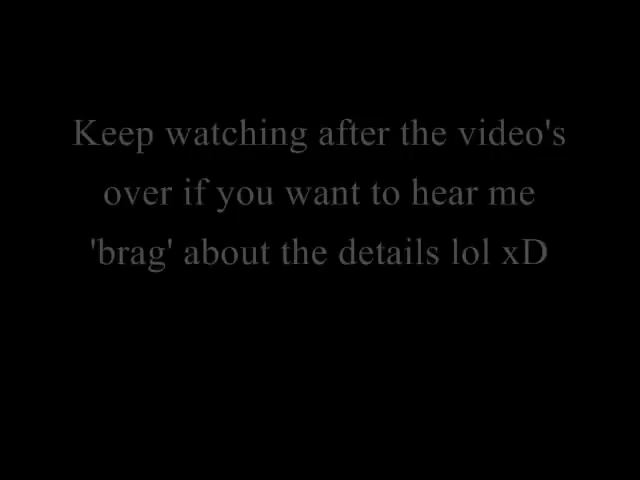 Keep watching after the video's
over if you want to hear me
'brag' about the details lol xD